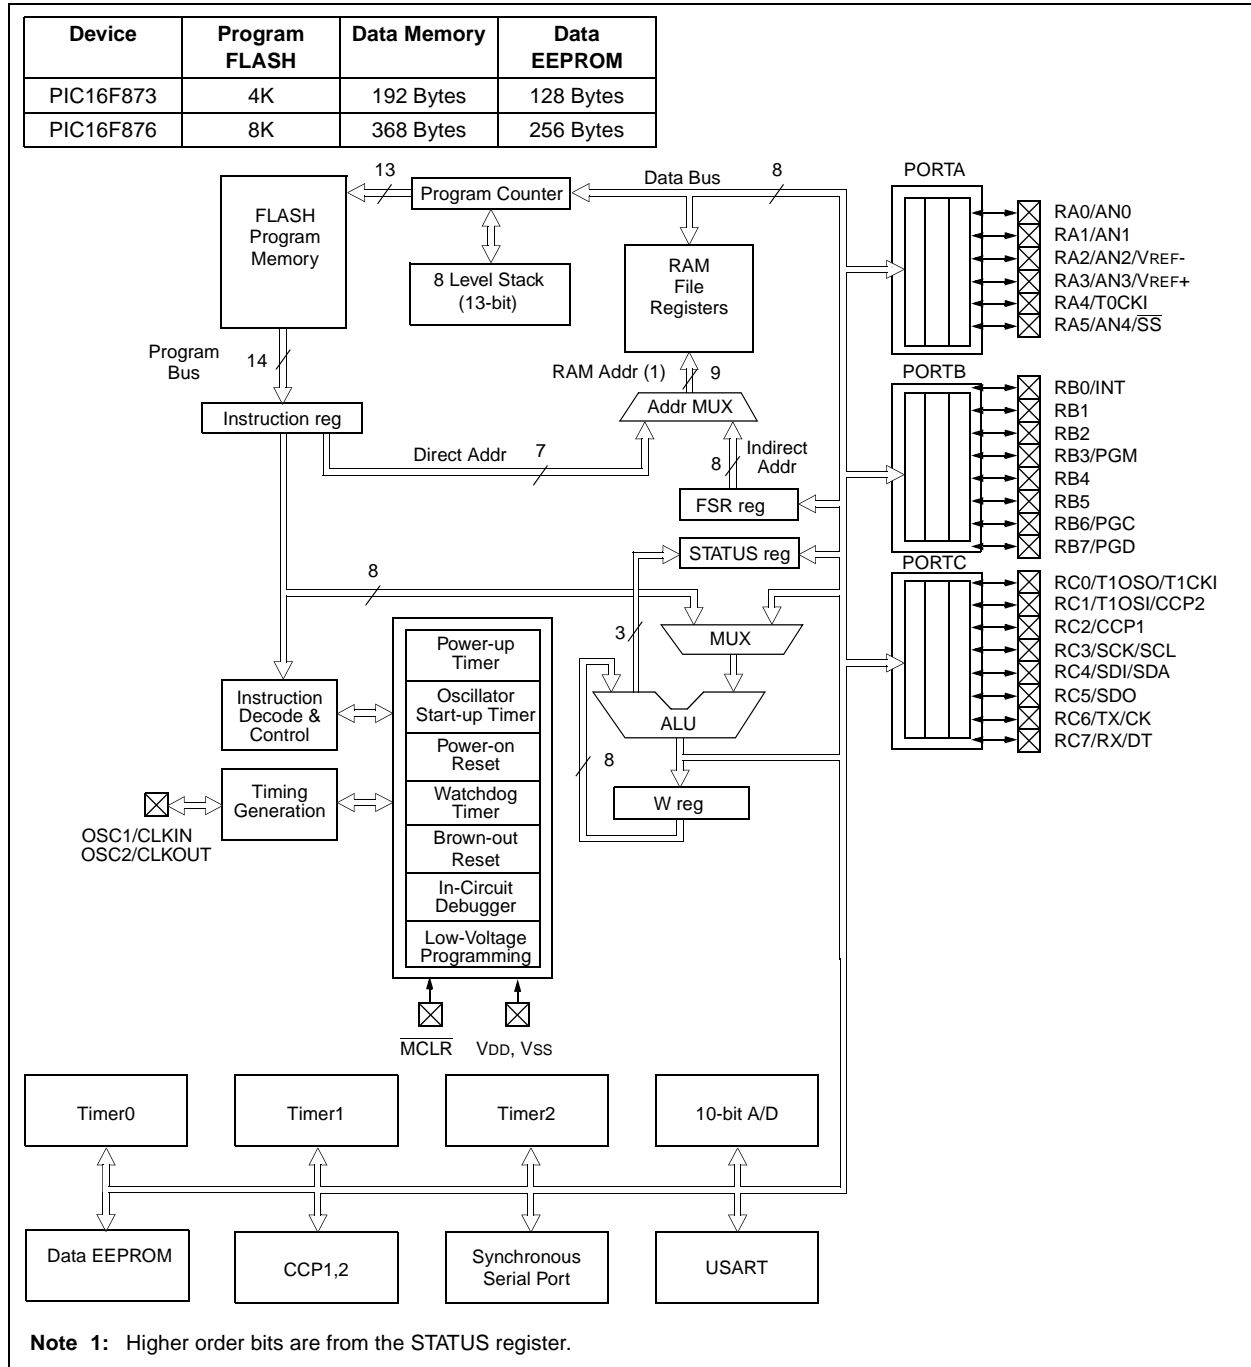 Device Program FLASH Data Memory Data EEPROM
PIC16F873 4K 192 Bytes 128 Bytes
PIC16F876 8K 368 Bytes 256 Bytes
FLASH
Program
Memory
13
Program Counter
Data Bus
8
8 Level Stack
(13-bit)
RAM
File
Registers
Program
Bus
14
RAM Addr (1)
9
Addr MUX
Instruction reg
Direct Addr
7
8
Indirect
Addr
FSR reg
STATUS reg
8
3
MUX
ALU
8
W reg
Power-up
Timer
Oscillator
Start-up Timer
Power-on
Reset
Watchdog
Timer
Brown-out
Reset
In-Circuit
Debugger
Low-Voltage
Programming
Instruction
Decode &
Control
Timing
Generation
OSC1/CLKIN
OSC2/CLKOUT
MCLR
VDD, VSS
PORTA
RA0/AN0
RA1/AN1
RA2/AN2/VREF-
RA3/AN3/VREF+
RA4/T0CKI
RA5/AN4/SS
PORTB
RB0/INT
RB1
RB2
RB3/PGM
RB4
RB5
RB6/PGC
RB7/PGD
PORTC
RC0/T1OSO/T1CKI
RC1/T1OSI/CCP2
RC2/CCP1
RC3/SCK/SCL
RC4/SDI/SDA
RC5/SDO
RC6/TX/CK
RC7/RX/DT
Timer0
Timer1
Timer2
10-bit A/D
Data EEPROM
CCP1,2
Synchronous
Serial Port
USART
Note 1: Higher order bits are from the STATUS register.